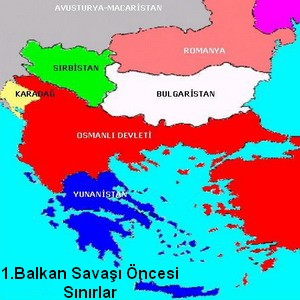 AVUSTURYA-MACARİSTAN
ROMANYA
SIRBİSTAN
KARADAĞ
BULGARİSTAN
OSMANLI DEVLETİ
YUNANİSTAN
1.Balkan Savaşı Öncesi
Sınırlar